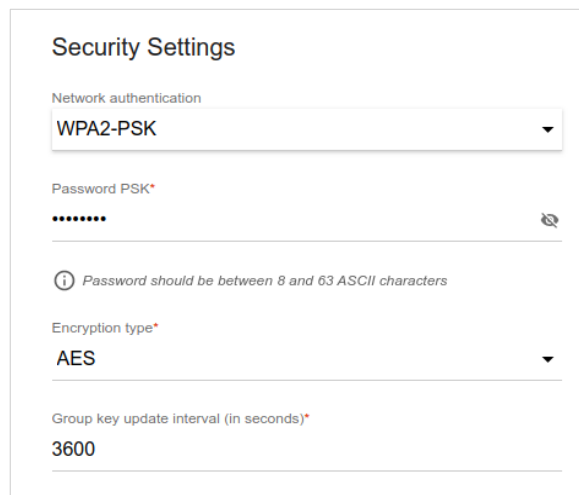 Security Settings
Network authentication
WPA2-PSK
Password PSK*
••••••••
Password should be between 8 and 63 ASCII characters
Encryption type*
AES
Group key update interval (in seconds)*
3600